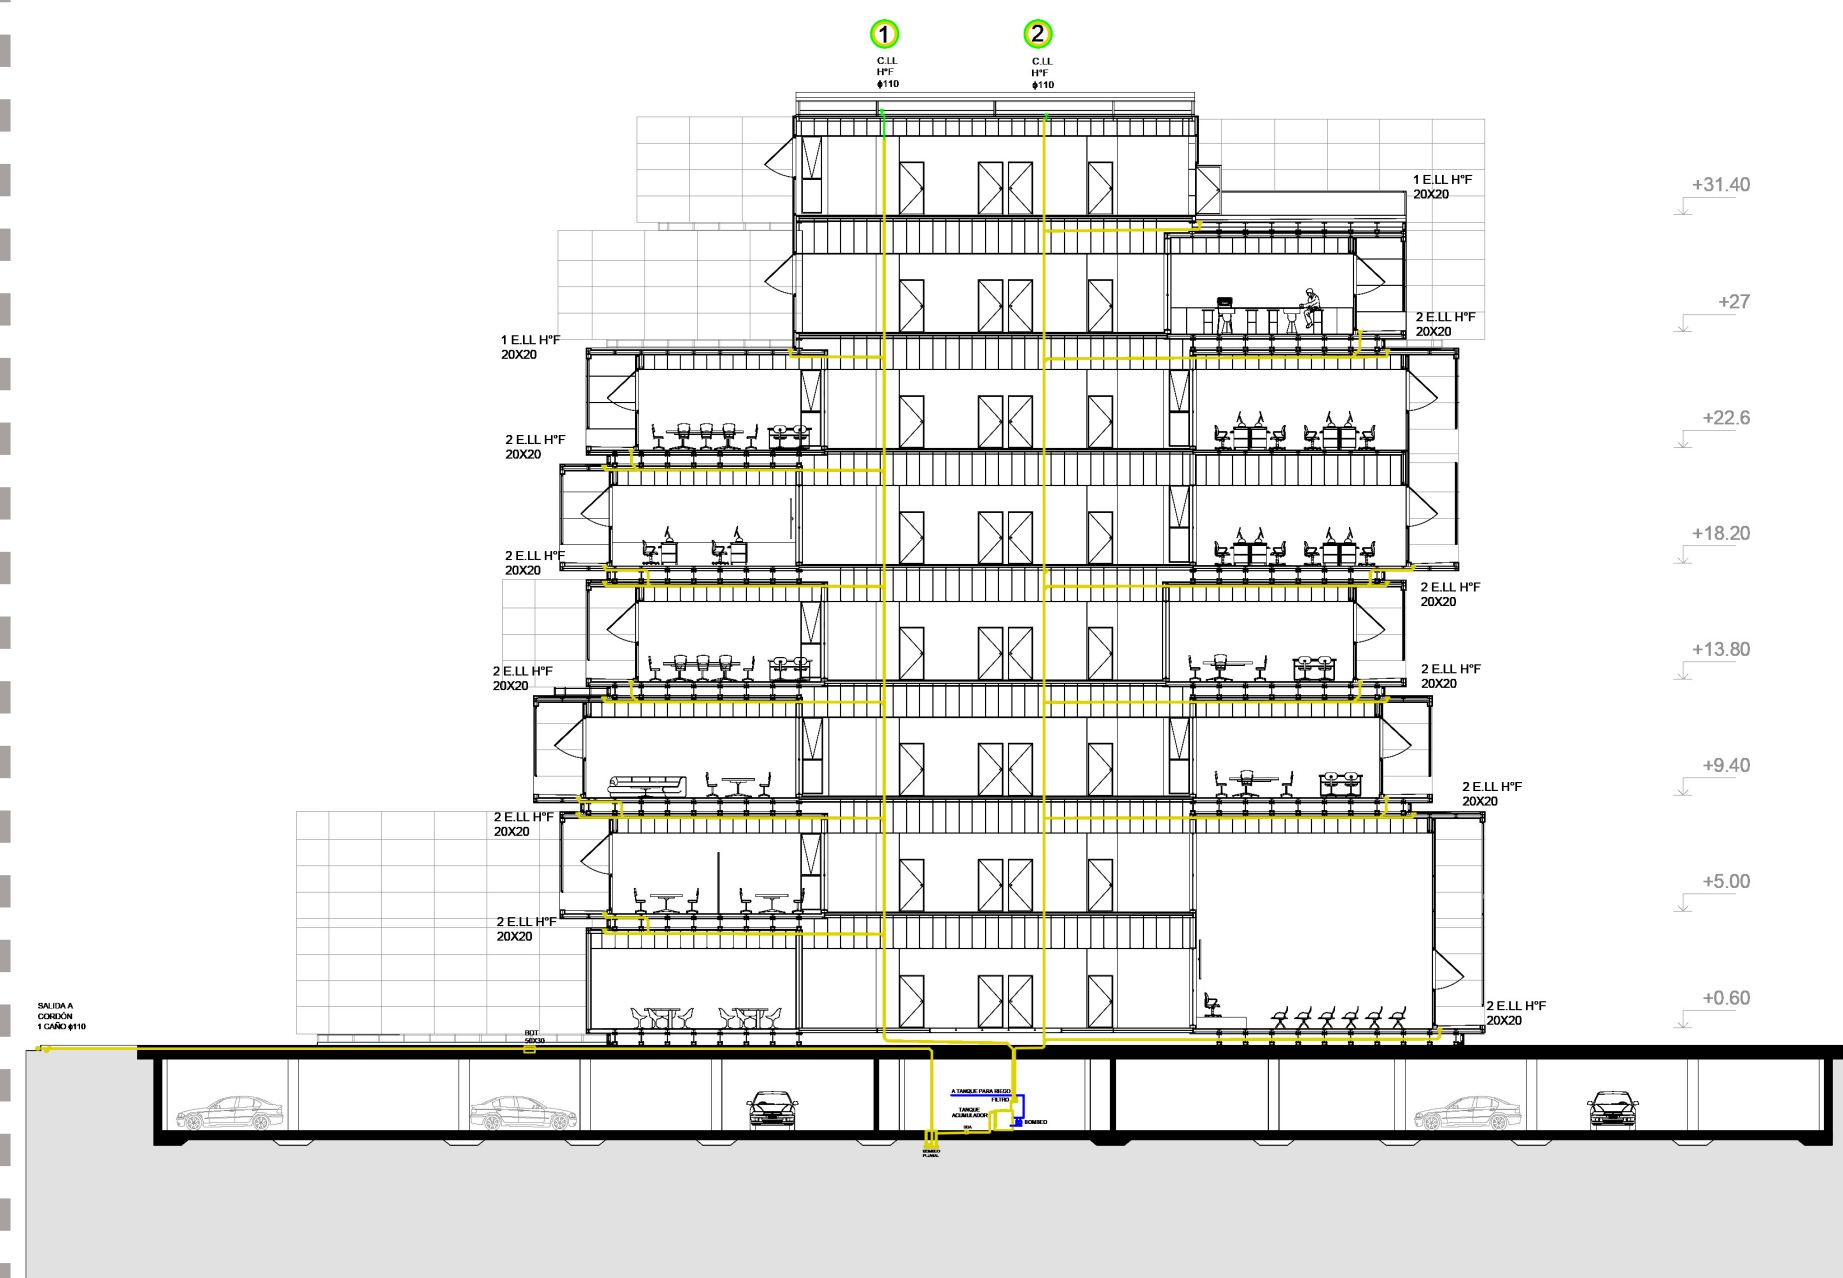 1
2
C.LL
H°F
ϕ110
C.LL
H°F
ϕ110
1 E.LL H°F
20X20
+31.40
+27
2 E.LL H°F
20X20
1 E.LL H°F
20X20
+22.6
2 E.LL H°F
20X20
+18.20
2 E.LL H°F
20X20
2 E.LL H°F
20X20
+13.80
2 E.LL H°F
20X20
2 E.LL H°F
20X20
+9.40
2 E.LL H°F
20X20
2 E.LL H°F
20X20
+5.00
2 E.LL H°F
20X20
+0.60
2 E.LL H°F
20X20
SALIDA A
CORDÓN
1 CAÑO ϕ110
BDT
50X30
A TANQUE PARA RIEGO
FILTRO
TANQUE
ACUMULADOR
BOMBEO
BOMBEO
PLUVIAL